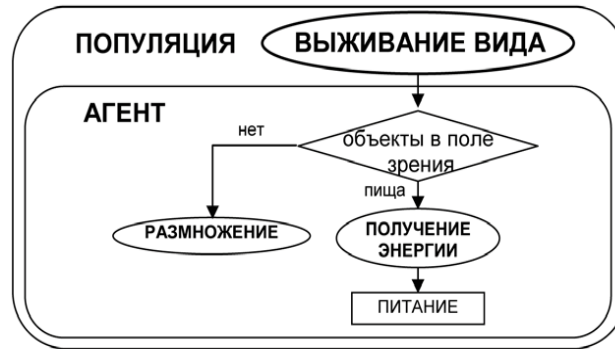 ПОПУЛЯЦИЯ
ВЫЖИВАНИЕ ВИДА
АГЕНТ
нет
объекты в поле
зрения
пища
РАЗМНОЖЕНИЕ
ПОЛУЧЕНИЕ
ЭНЕРГИИ
ПИТАНИЕ